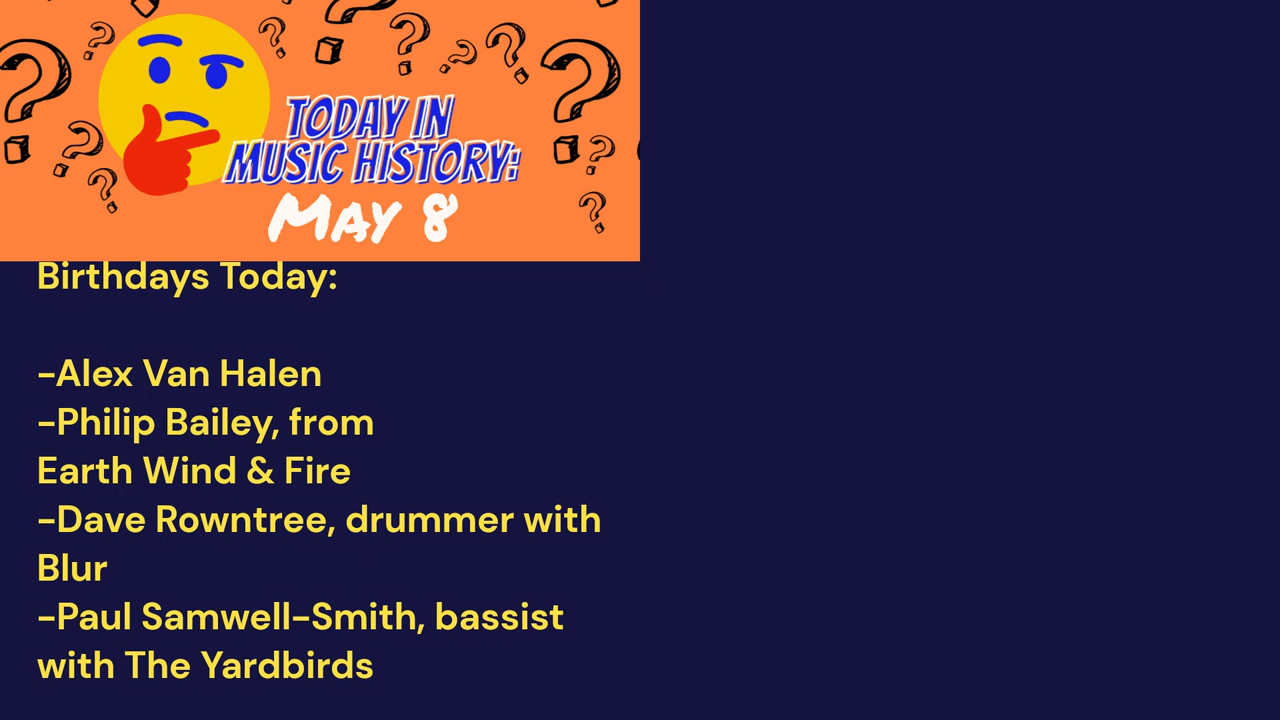 TODAY IN
MUSIC HISTORY:
MAY 8
Birthdays Today:
-Alex Van Halen
-Philip Bailey, from
Earth Wind & Fire
-Dave Rowntree, drummer with
Blur
-Paul Samwell-Smith, bassist
with The Yardbirds